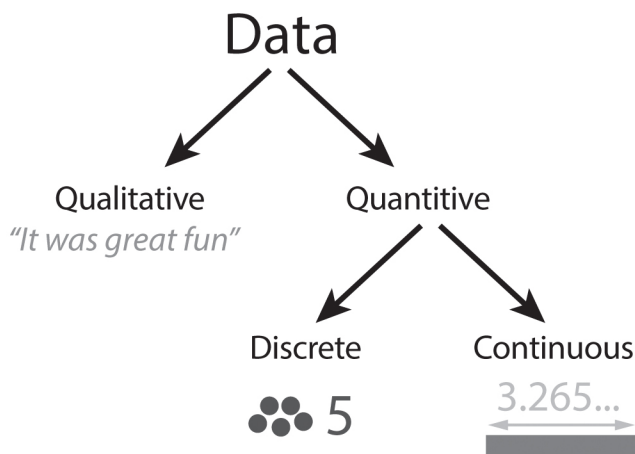 Data
Qualitative
Quantitive
“It was great fun”
Discrete
Continuous
5
3.265...